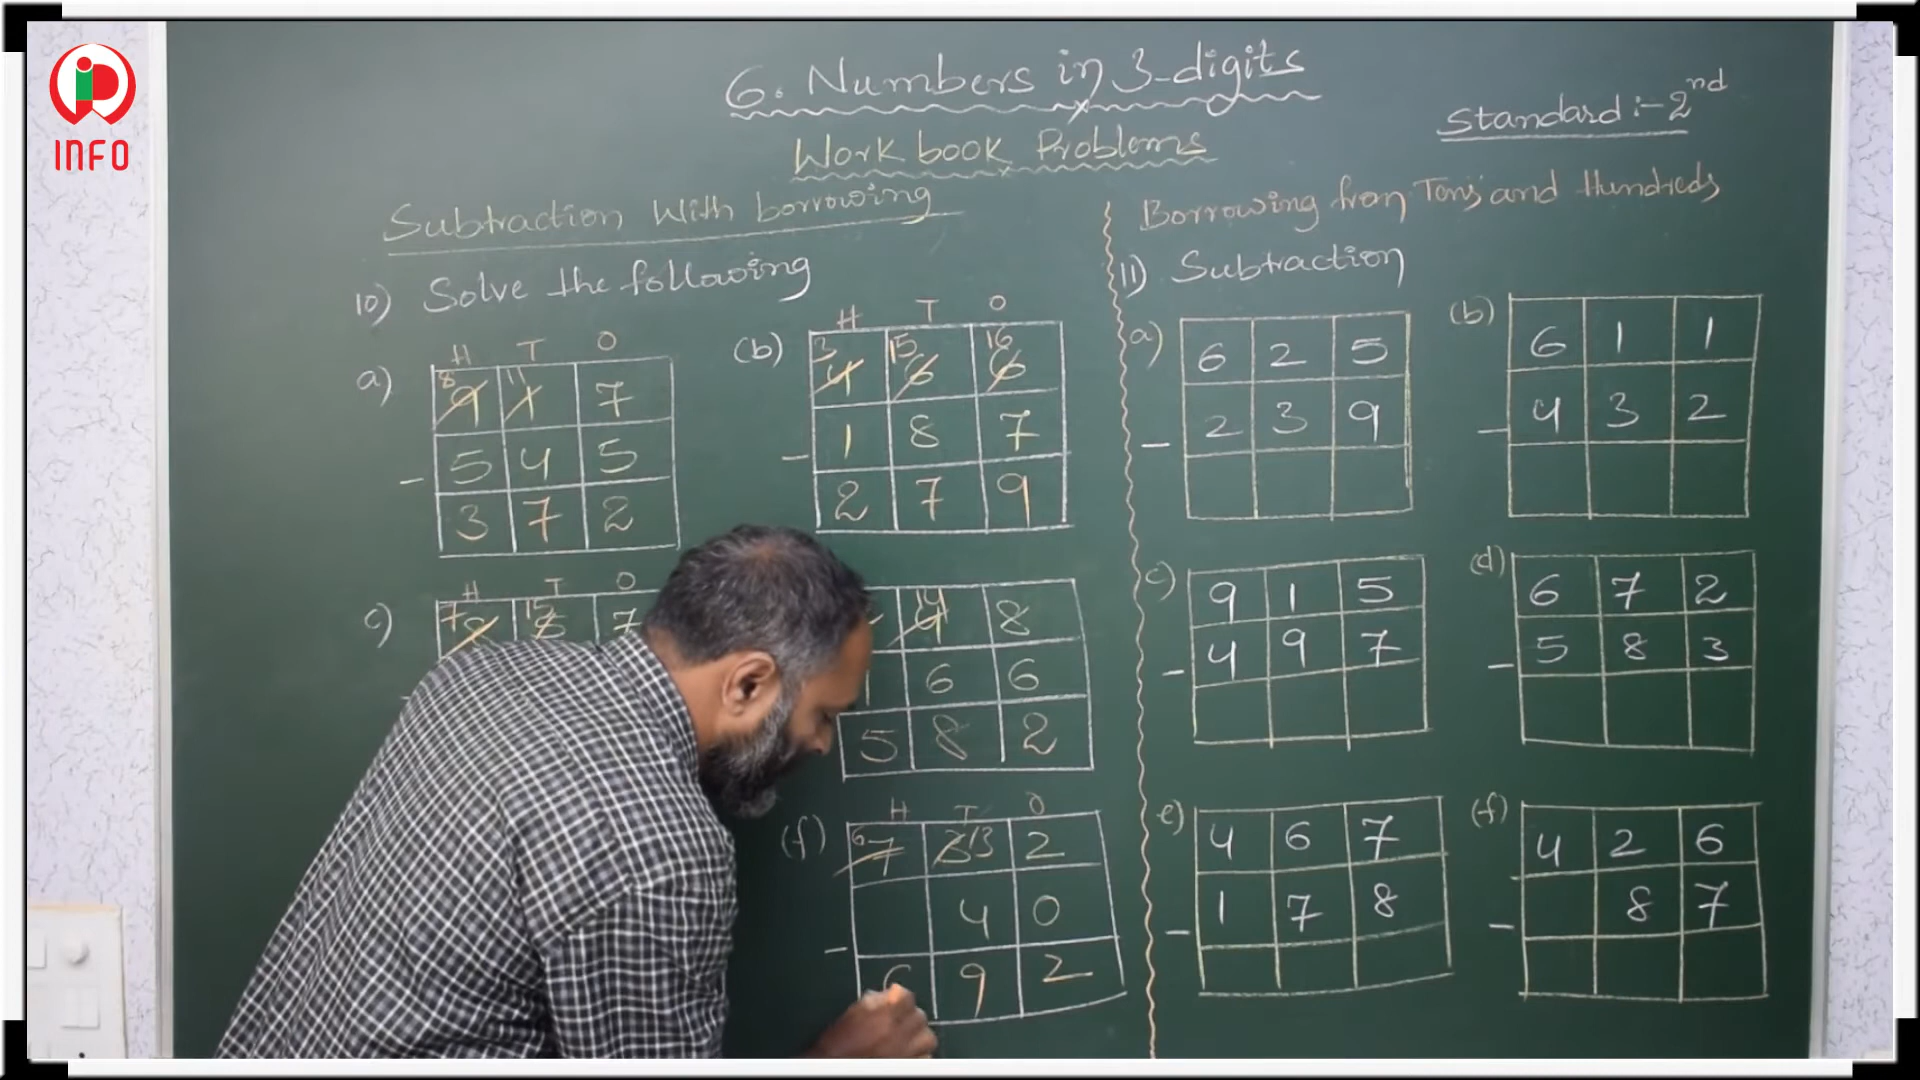 INFO
6. Numbers in 3-digits
Standard :- 2nd
Work book Problems
Subtraction With borrowing
10) Solve the following
a)
H T O
8 11
9 1 7
- 5 4 5
3 7 2
(b)
H T O
3 15 16
4 6 6
- 1 8 7
2 7 9
c)
H T O
7 15
7
14
8
6 6
5 8 2
(f)
H T O
6 7 3 13 2
- 4 0
6 9 2
Borrowing from Tens and Hundreds
11) Subtraction
a)
6 2 5
- 2 3 9
(b)
6 1 1
- 4 3 2
c)
9 1 5
- 4 9 7
(d)
6 7 2
- 5 8 3
e)
4 6 7
- 1 7 8
(f)
4 2 6
- 8 7